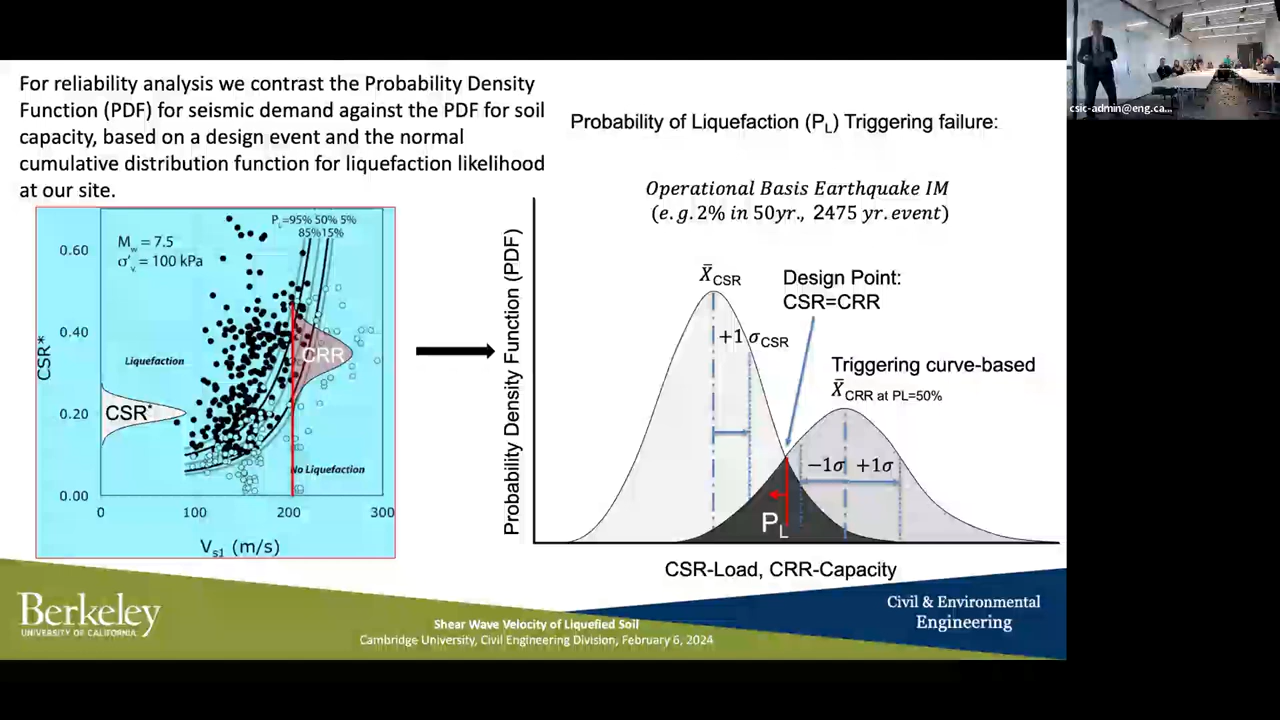 For reliability analysis we contrast the Probability Density
Function (PDF) for seismic demand against the PDF for soil
capacity, based on a design event and the normal
cumulative distribution function for liquefaction likelihood
at our site.
Probability of Liquefaction (PL) Triggering failure:
Operational Basis Earthquake IM
(e.g.2% in 50yr., 2475 yr.event)
PL=95% 50% 5%
85%15%
Mw = 7.5
σ'v = 100 kPa
0.60
0.40
0.20
0.00
CSR*
Liquefaction
CRR
CSR*
No Liquefaction
0
100
200
300
Vs1 (m/s)
Probability Density Function (PDF)
X̄CSR
+1 σCSR
Design Point:
CSR=CRR
Triggering curve-based
X̄CRR at PL=50%
−1σ +1σ
PL
CSR-Load, CRR-Capacity
Berkeley
UNIVERSITY OF CALIFORNIA
Shear Wave Velocity of Liquefied Soil
Cambridge University, Civil Engineering Division, February 6, 2024
Civil & Environmental
Engineering
csic-admin@eng.ca...